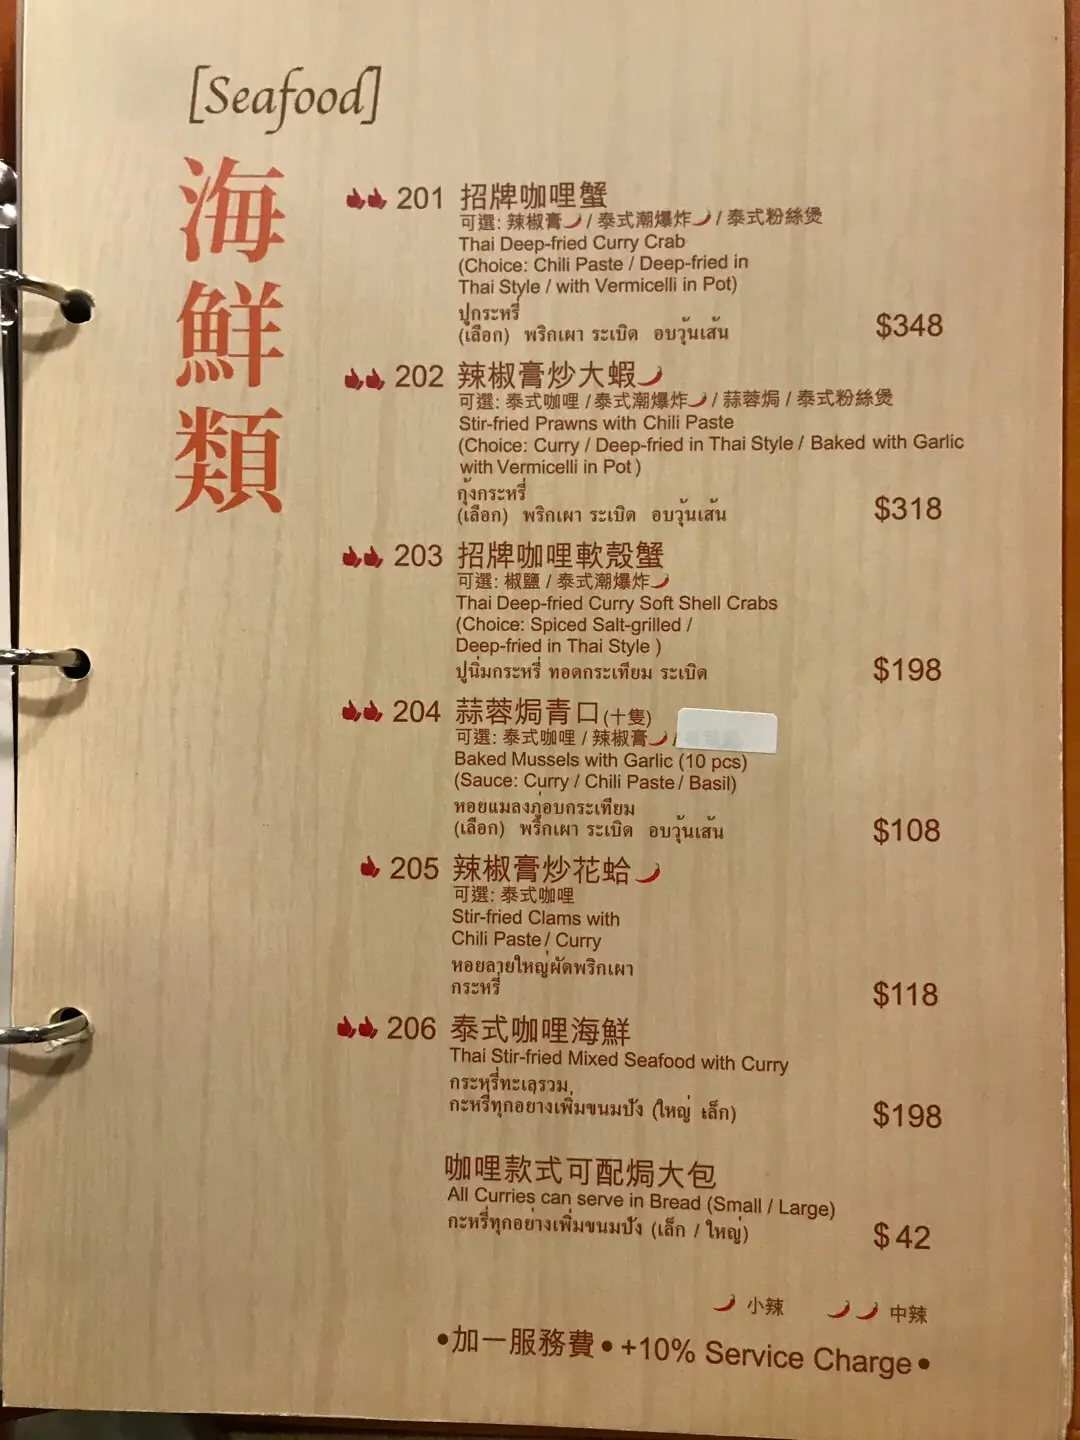 [Seafood]
海鮮類
201 招牌咖哩蟹
可選: 辣椒膏 / 泰式潮爆炸 / 泰式粉絲煲
Thai Deep-fried Curry Crab
(Choice: Chili Paste / Deep-fried in
Thai Style / with Vermicelli in Pot)
ปูกระหรี่
(เลือก) พริกเผา ระเบิด อบวุ้นเส้น
$348
202 辣椒膏炒大蝦
可選: 泰式咖哩 / 泰式潮爆炸 / 蒜蓉焗 / 泰式粉絲煲
Stir-fried Prawns with Chili Paste
(Choice: Curry / Deep-fried in Thai Style / Baked with Garlic
with Vermicelli in Pot )
กุ้งกระหรี่
(เลือก) พริกเผา ระเบิด อบวุ้นเส้น
$318
203 招牌咖哩軟殼蟹
可選: 椒鹽 / 泰式潮爆炸
Thai Deep-fried Curry Soft Shell Crabs
(Choice: Spiced Salt-grilled /
Deep-fried in Thai Style )
ปูนิ่มกระหรี่ ทอดกระเทียม ระเบิด
$198
204 蒜蓉焗青口(十隻)
可選: 泰式咖哩 / 辣椒膏 /
Baked Mussels with Garlic (10 pcs)
(Sauce: Curry / Chili Paste / Basil)
หอยแมลงภู่อบกระเทียม
(เลือก) พริกเผา ระเบิด อบวุ้นเส้น
$108
205 辣椒膏炒花蛤
可選: 泰式咖哩
Stir-fried Clams with
Chili Paste / Curry
หอยลายใหญ่ผัดพริกเผา
กระหรี่
$118
206 泰式咖哩海鮮
Thai Stir-fried Mixed Seafood with Curry
กระหรี่ทะเลรวม
กะหรี่ทุกอย่างเพิ่มขนมปัง (ใหญ่ เล็ก)
$198
咖哩款式可配焗大包
All Curries can serve in Bread (Small / Large)
กะหรี่ทุกอย่างเพิ่มขนมปัง (เล็ก / ใหญ่)
$ 42
小辣 中辣
•加一服務費• +10% Service Charge•